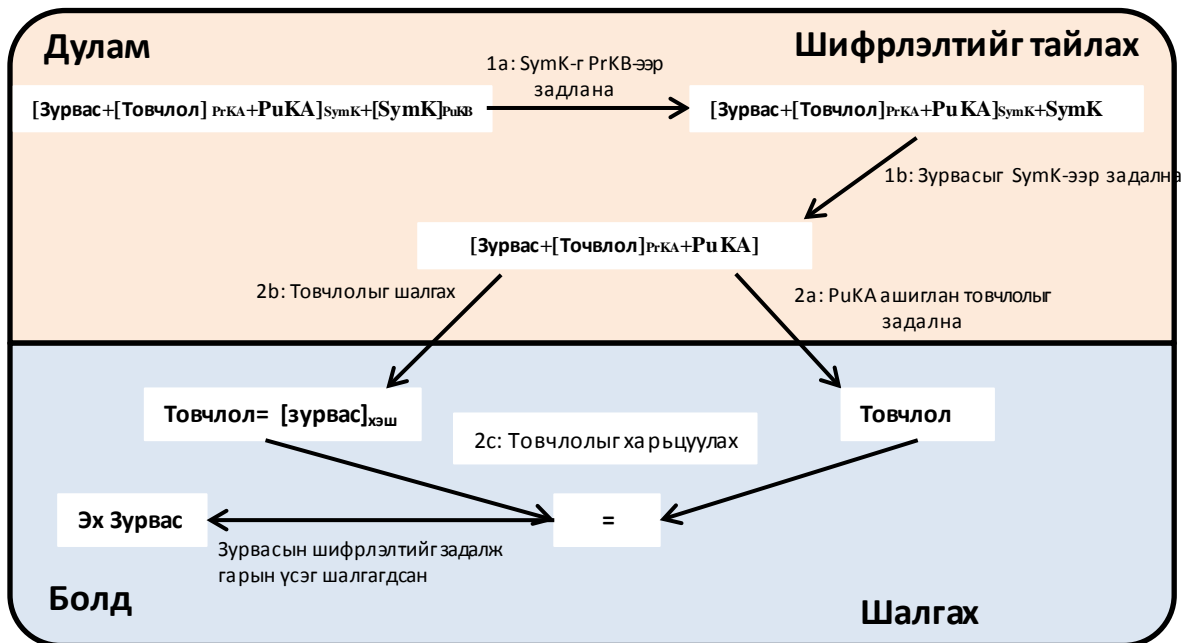 Дулам
Шифрлэлтийг тайлах
1a: SymK-г PrKB-ээр
задлана
[Зурвас+[Товчлол] PrKA+PuKA]SymK+[SymK]PuKB
[Зурвас+[Товчлол]PrKA+PuKA]SymK+SymK
1b: Зурвасыг SymK-ээр задална
[Зурвас+[Точвлол]PrKA+PuKA]
2b: Товчлолыг шалгах
2a: PuKA ашиглан товчлолыг
задална
Товчлол= [зурвас]хэш
Товчлол
2c: Товчлолыг харьцуулах
Эх Зурвас
=
Зурвасын шифрлэлтийг задалж
гарын үсэг шалгагдсан
Болд
Шалгах